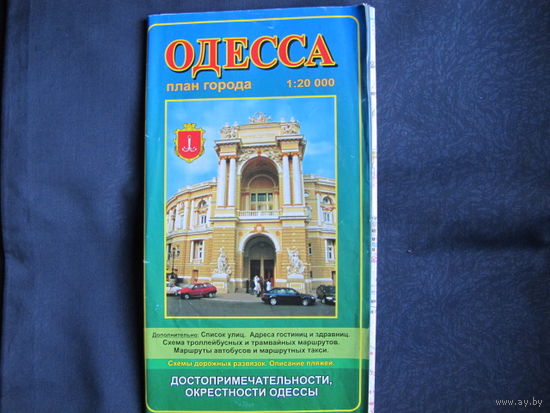 ОДЕССА
план города 1:20 000
Дополнительно: Список улиц. Адреса гостиниц и здравниц.
Схема троллейбусных и трамвайных маршрутов.
Маршруты автобусов и маршрутных такси.
Схемы дорожных развязок. Описание пляжей.
ДОСТОПРИМЕЧАТЕЛЬНОСТИ,
ОКРЕСТНОСТИ ОДЕССЫ
www.ay.by